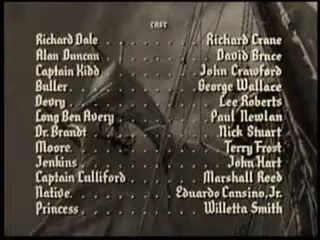 CAST
Richard Dale . . . . . . . . . . Richard Crane
Alan Duncan . . . . . . . . . . David Bruce
Captain Kidd . . . . . . . . . . John Crawford
Buller . . . . . . . . . . George Wallace
Devry . . . . . . . . . . Lee Roberts
Long Ben Avery . . . . . . . . . . Paul Newlan
Dr. Brandt . . . . . . . . . . Nick Stuart
Moore . . . . . . . . . . Terry Frost
Jenkins . . . . . . . . . . John Hart
Captain Culliford . . . . . . . Marshall Reed
Native . . . . . . . . Eduardo Cansino, Jr.
Princess . . . . . . . . . . Willetta Smith